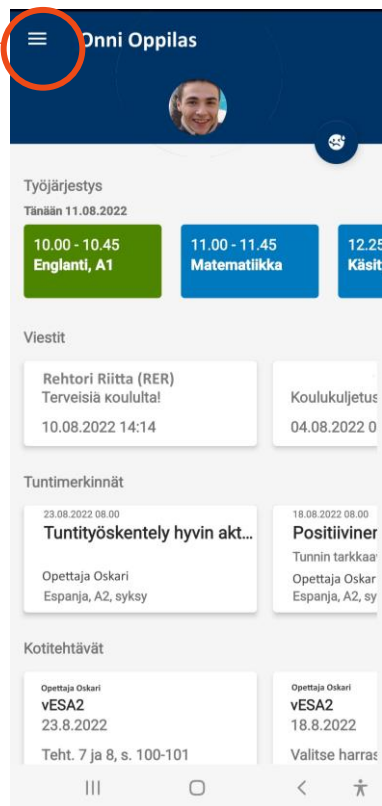 Onni Oppilas
Työjärjestys
Tänään 11.08.2022
10.00 - 10.45
Englanti, A1
11.00 - 11.45
Matematiikka
12.25
Käsit
Viestit
Rehtori Riitta (RER)
Terveisiä koululta!
10.08.2022 14:14
Koulukuljetus
04.08.2022 0
Tuntimerkinnät
23.08.2022 08.00
Tuntityöskentely hyvin akt...
Opettaja Oskari
Espanja, A2, syksy
18.08.2022 08.00
Positiivinen
Tunnin tarkkaa
Opettaja Oskar
Espanja, A2, sy
Kotitehtävät
Opettaja Oskari
vESA2
23.8.2022
Teht. 7 ja 8, s. 100-101
Opettaja Oskari
vESA2
18.8.2022
Valitse harras